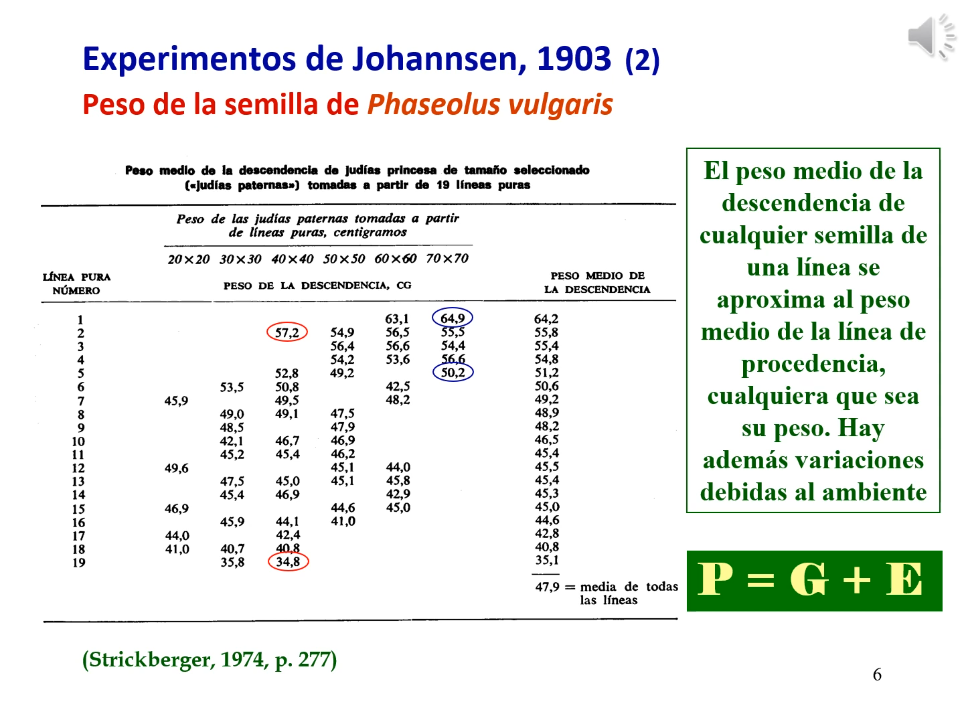 Experimentos de Johannsen, 1903 (2)
Peso de la semilla de Phaseolus vulgaris
Peso medio de la descendencia de judías princesa de tamaño seleccionado
(«judías paternas») tomadas a partir de 19 líneas puras
Peso de las judías paternas tomadas a partir
de líneas puras, centigramos
20×20 30×30 40×40 50×50 60×60 70×70
LÍNEA PURA
NÚMERO
PESO DE LA DESCENDENCIA, CG
PESO MEDIO DE
LA DESCENDENCIA
1 63,1 64,9 64,2
2 57,2 54,9 56,5 55,5 55,8
3 56,4 56,6 54,4 55,4
4 54,2 53,6 56,6 54,8
5 52,8 49,2 50,2 51,2
6 53,5 50,8 42,5 50,6
7 45,9 49,5 48,2 49,2
8 49,0 49,1 47,5 48,9
9 48,5 47,9 48,2
10 42,1 46,7 46,9 46,5
11 45,2 45,4 46,2 45,4
12 49,6 45,1 44,0 45,5
13 47,5 45,0 45,1 45,8 45,4
14 45,4 46,9 42,9 45,3
15 46,9 44,6 45,0 45,0
16 45,9 44,1 41,0 44,6
17 44,0 42,4 42,8
18 41,0 40,7 40,8 40,8
19 35,8 34,8 35,1
47,9 = media de todas
las líneas
El peso medio de la
descendencia de
cualquier semilla de
una línea se
aproxima al peso
medio de la línea de
procedencia,
cualquiera que sea
su peso. Hay
además variaciones
debidas al ambiente
P = G + E
(Strickberger, 1974, p. 277)
6